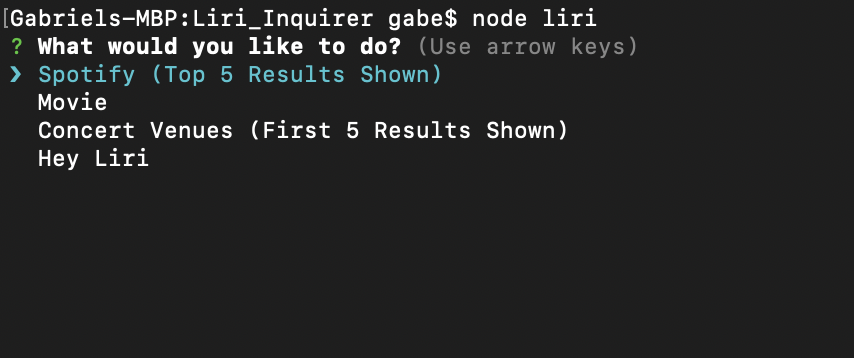 [Gabriels-MBP:Liri_Inquirer gabe$ node liri
? What would you like to do? (Use arrow keys)
❯ Spotify (Top 5 Results Shown)
Movie
Concert Venues (First 5 Results Shown)
Hey Liri